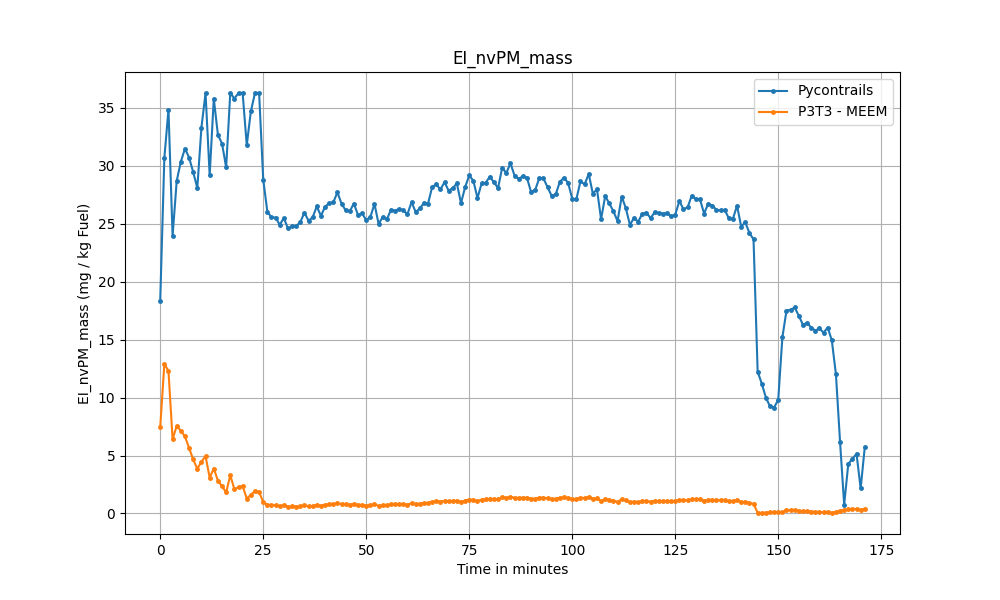 EI_nvPM_mass
Pycontrails
P3T3 - MEEM
EI_nvPM_mass (mg / kg Fuel)
35
30
25
20
15
10
5
0
0 25 50 75 100 125 150 175
Time in minutes